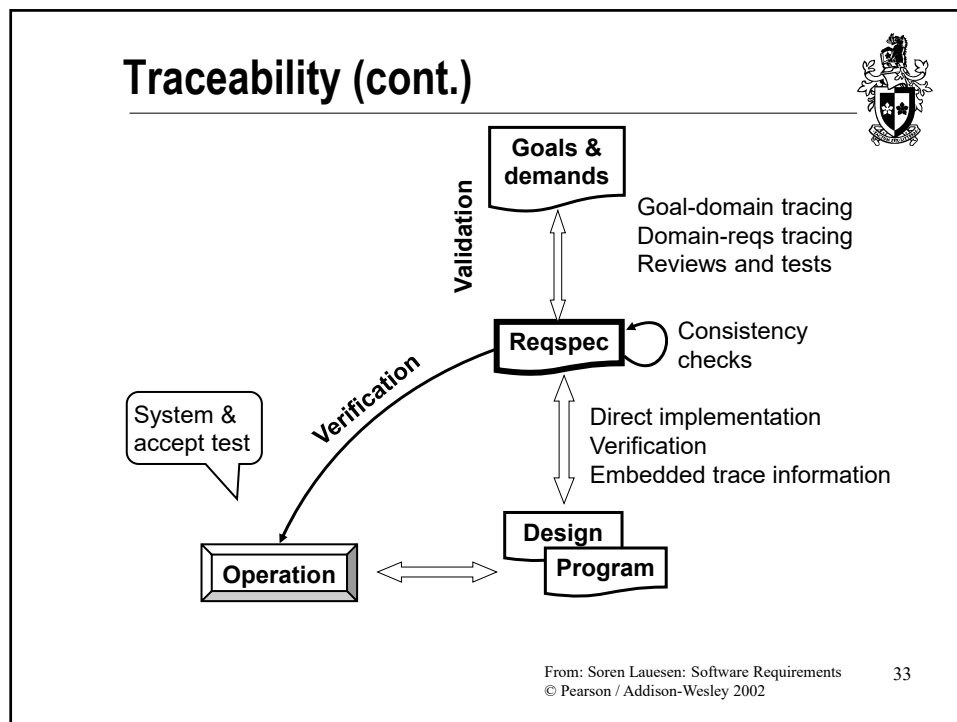 Traceability (cont.)
Goals &
demands
Validation
Goal-domain tracing
Domain-reqs tracing
Reviews and tests
Reqspec
Consistency
checks
Verification
System &
accept test
Direct implementation
Verification
Embedded trace information
Design
Program
Operation
From: Soren Lauesen: Software Requirements
© Pearson / Addison-Wesley 2002
33